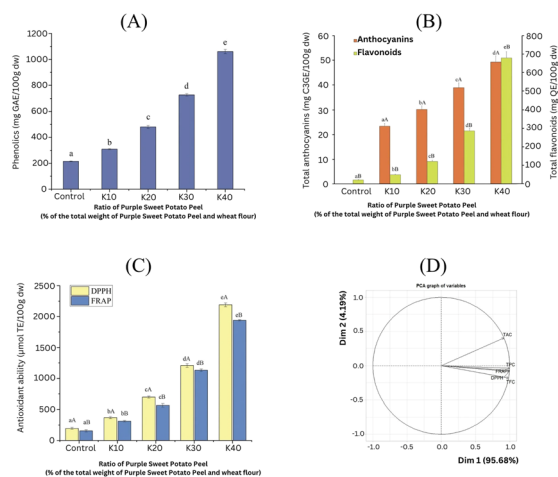 (A)
Phenolics (mg GAE/100g dw)
1200
1000
800
600
400
200
0
a
b
c
d
e
Control K10 K20 K30 K40
Ratio of Purple Sweet Potato Peel
(% of the total weight of Purple Sweet Potato Peel and wheat flour)
(B)
Anthocyanins
Flavonoids
Total anthocyanins (mg C3GE/100g dw)
60
50
40
30
20
10
0
Total flavonoids (mg QE/100g dw)
800
700
600
500
400
300
200
100
0
aB
aA
bB
bA
cB
cA
dB
dA
eB
Control K10 K20 K30 K40
Ratio of Purple Sweet Potato Peel
(% of the total weight of Purple Sweet Potato Peel and wheat flour)
(C)
DPPH
FRAP
Antioxidant ability (µmol TE/100g dw)
2500
2000
1500
1000
500
0
aA aB
bA bB
cA cB
dA dB
eA eB
Control K10 K20 K30 K40
Ratio of Purple Sweet Potato Peel
(% of the total weight of Purple Sweet Potato Peel and wheat flour)
(D)
PCA graph of variables
Dim 2 (4.19%)
1.0
0.5
0.0
-0.5
-1.0
TAC
TPC
FRAP
DPPH
TFC
-1.0 -0.5 0.0 0.5 1.0
Dim 1 (95.68%)